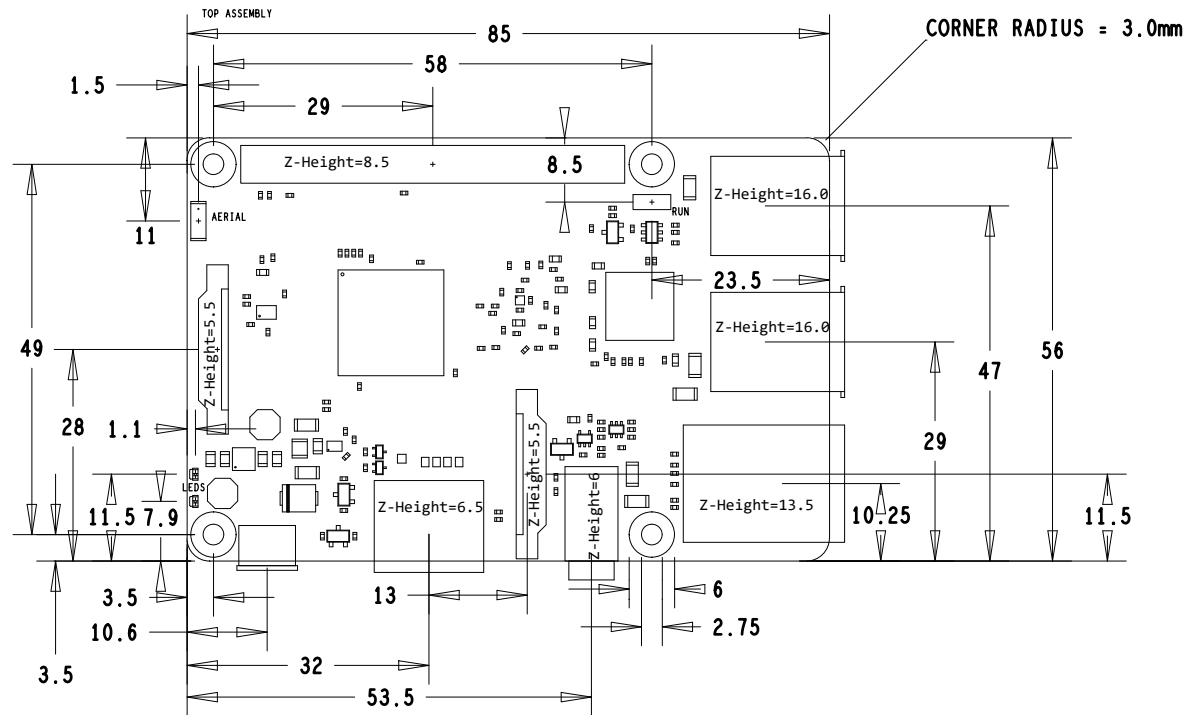 TOP ASSEMBLY
85
CORNER RADIUS = 3.0mm
58
1.5
29
Z-Height=8.5
8.5
Z-Height=16.0
AERIAL
RUN
11
23.5
Z-Height=5.5
Z-Height=16.0
49
56
47
28
1.1
29
Z-Height=5.5
LEDS
Z-Height=6.5
Z-Height=6
Z-Height=13.5
11.5
7.9
10.25
11.5
3.5
13
6
10.6
2.75
3.5
32
53.5